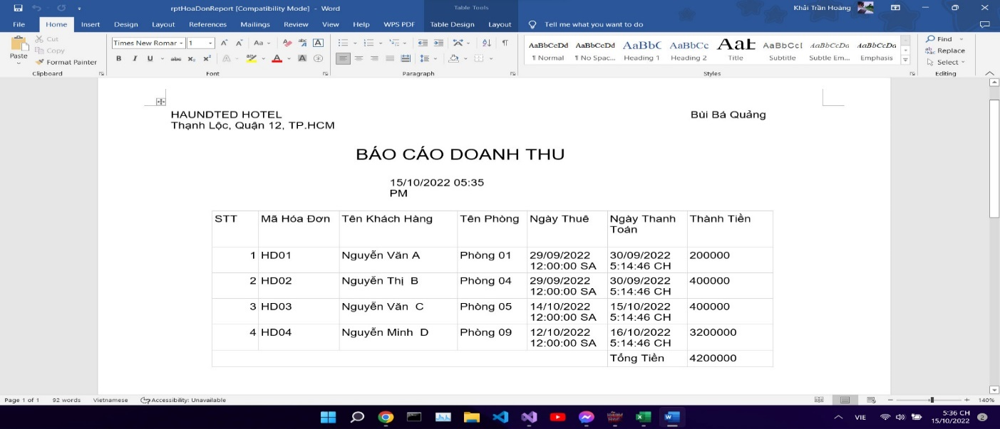 rptHoaDonReport [Compatibility Mode] - Word
Table Tools
Khải Trần Hoàng
File Home Insert Design Layout References Mailings Review View Help WPS PDF Table Design Layout Tell me what you want to do
Cut
Copy
Format Painter
Paste
Clipboard
Times New Romar 1
Font
Paragraph
AaBbCcDd AaBbCcDd AaBbC AaBbCc AaB AaBbCcD AaBbCcDd AaBbCcDd
¶ Normal ¶ No Spac... Heading 1 Heading 2 Title Subtitle Subtle Em... Emphasis
Styles
Find
Replace
Select
Editing
HAUNDTED HOTEL
Thạnh Lộc, Quận 12, TP.HCM
Bùi Bá Quảng
BÁO CÁO DOANH THU
15/10/2022 05:35
PM
STT Mã Hóa Đơn Tên Khách Hàng Tên Phòng Ngày Thuê Ngày Thanh Thành Tiền
Toán
1 HD01 Nguyễn Văn A Phòng 01 29/09/2022 30/09/2022 200000
12:00:00 SA 5:14:46 CH
2 HD02 Nguyễn Thị B Phòng 04 29/09/2022 30/09/2022 400000
12:00:00 SA 5:14:46 CH
3 HD03 Nguyễn Văn C Phòng 05 14/10/2022 15/10/2022 400000
12:00:00 SA 5:14:46 CH
4 HD04 Nguyễn Minh D Phòng 09 12/10/2022 16/10/2022 3200000
12:00:00 SA 5:14:46 CH
Tổng Tiền 4200000
Page 1 of 1 92 words Vietnamese Accessibility: Unavailable 140%
VIE
5:36 CH
15/10/2022
2